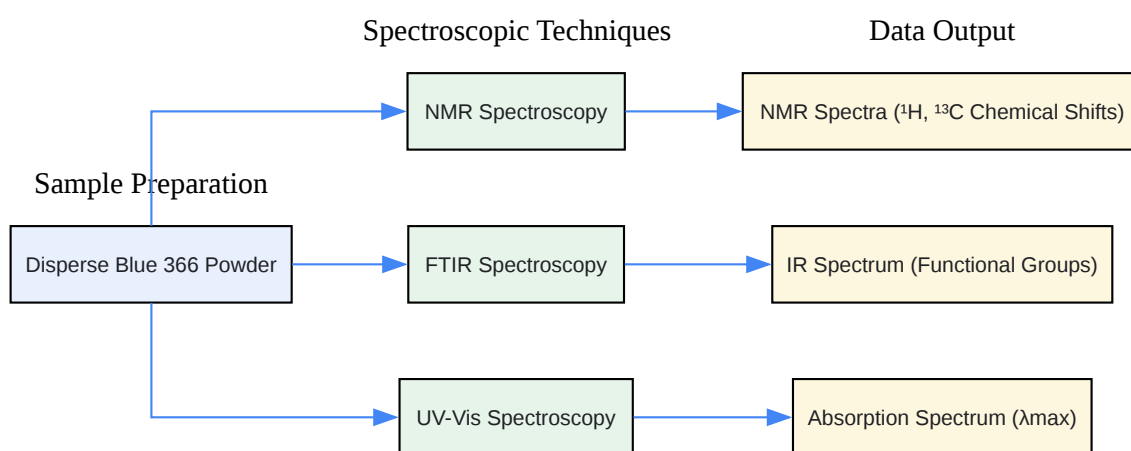 Spectroscopic Techniques
Data Output
NMR Spectroscopy
NMR Spectra (¹H, ¹³C Chemical Shifts)
Sample Preparation
Disperse Blue 366 Powder
FTIR Spectroscopy
IR Spectrum (Functional Groups)
UV-Vis Spectroscopy
Absorption Spectrum (λmax)